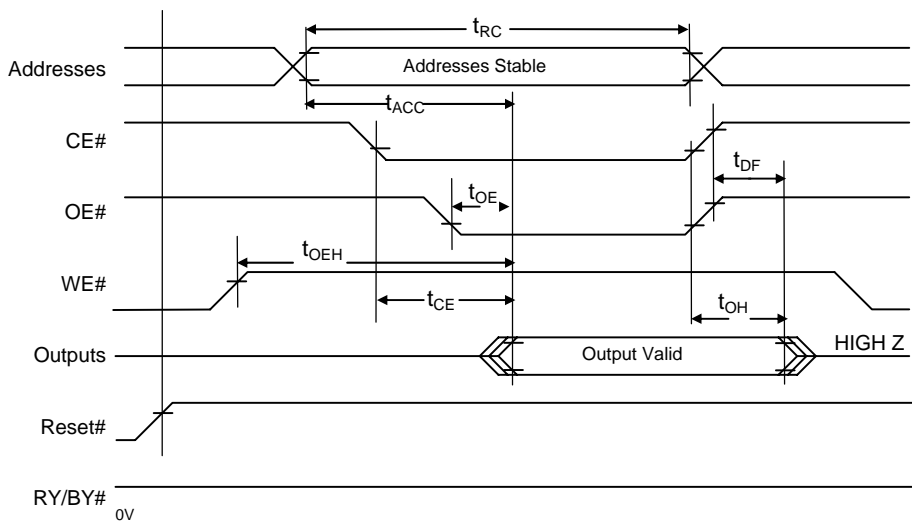 tRC
Addresses
Addresses Stable
tACC
CE#
tDF
OE#
tOE
tOEH
WE#
tCE
tOH
Outputs
Output Valid
HIGH Z
Reset#
RY/BY#
0V